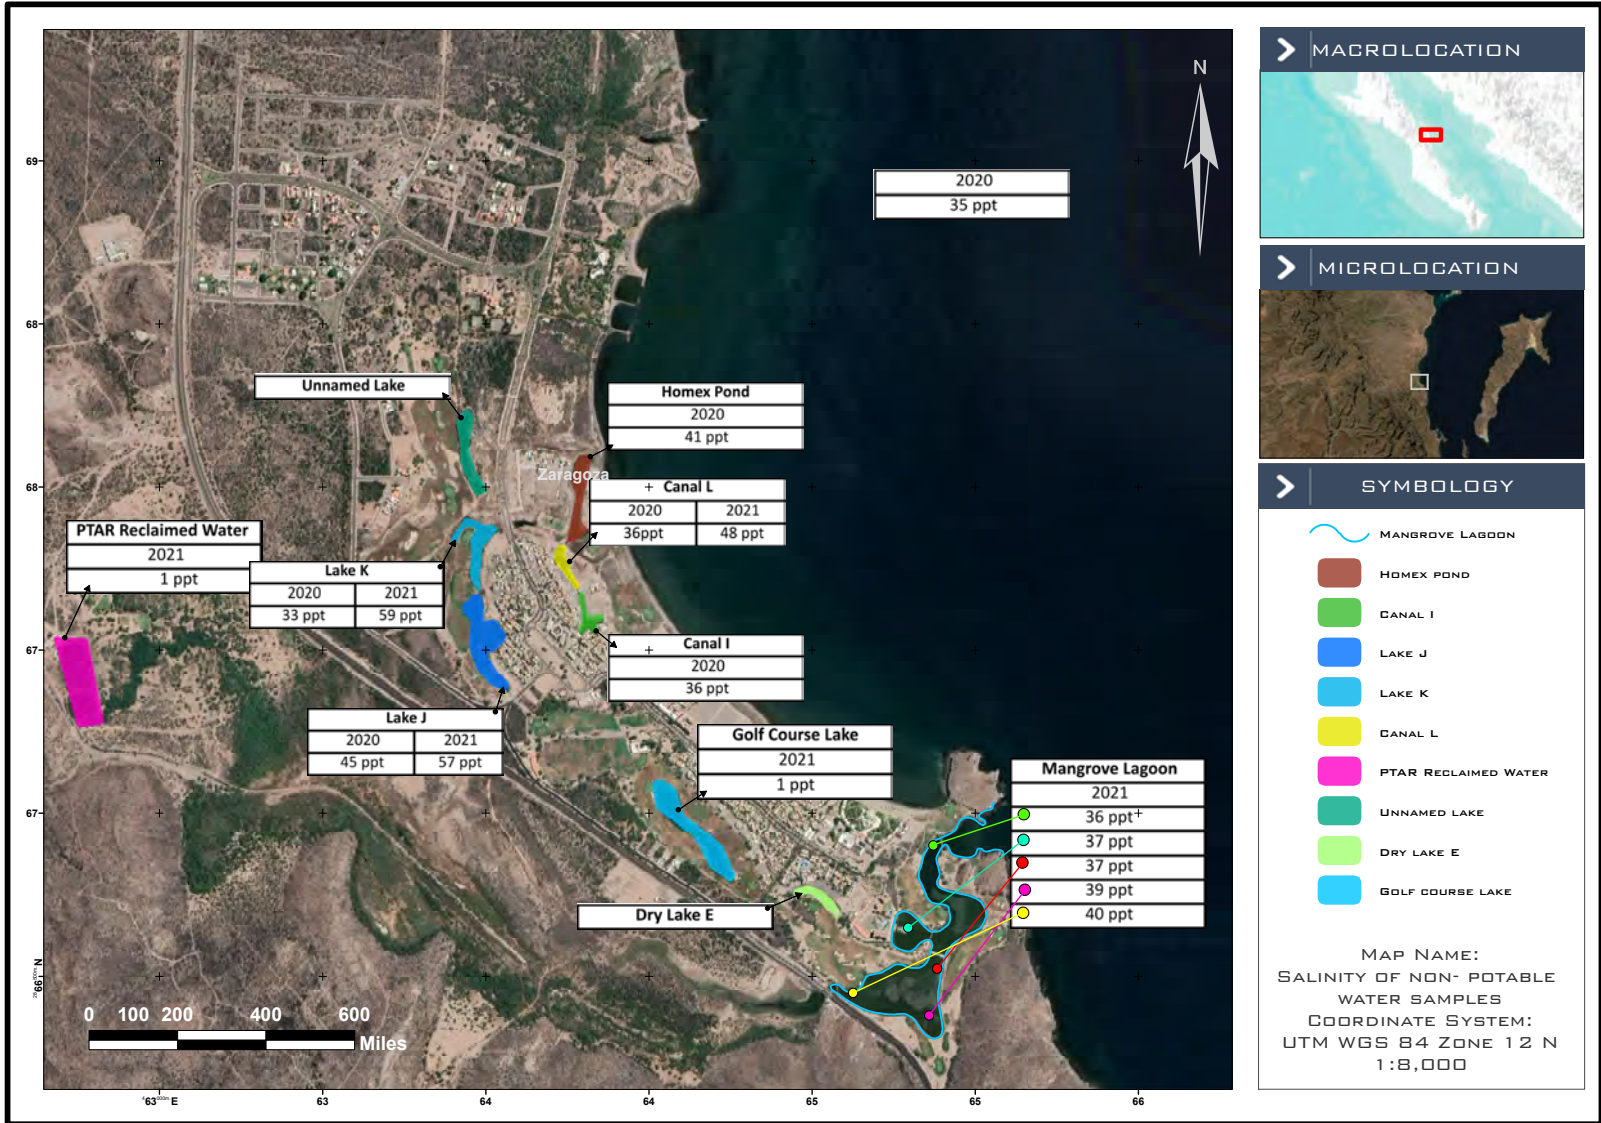 N
MACROLOCATION
2020
35 ppt
MICROLOCATION
Unnamed Lake
Homex Pond
2020
41 ppt
Zaragoza
Canal L
2020 2021
36ppt 48 ppt
PTAR Reclaimed Water
2021
1 ppt
Lake K
2020 2021
33 ppt 59 ppt
Canal I
2020
36 ppt
Lake J
2020 2021
45 ppt 57 ppt
Golf Course Lake
2021
1 ppt
Mangrove Lagoon
2021
36 ppt
37 ppt
37 ppt
39 ppt
40 ppt
Dry Lake E
SYMBOLOGY
Mangrove Lagoon
Homex pond
Canal I
Lake J
Lake K
Canal L
PTAR Reclaimed Water
Unnamed lake
Dry lake E
Golf course lake
Map Name:
Salinity of non- potable
water samples
Coordinate System:
UTM WGS 84 Zone 12 N
1:8,000
69
68
68
67
67
66 N
0 100 200 400 600
Miles
63 E
63
64
64
65
65
66